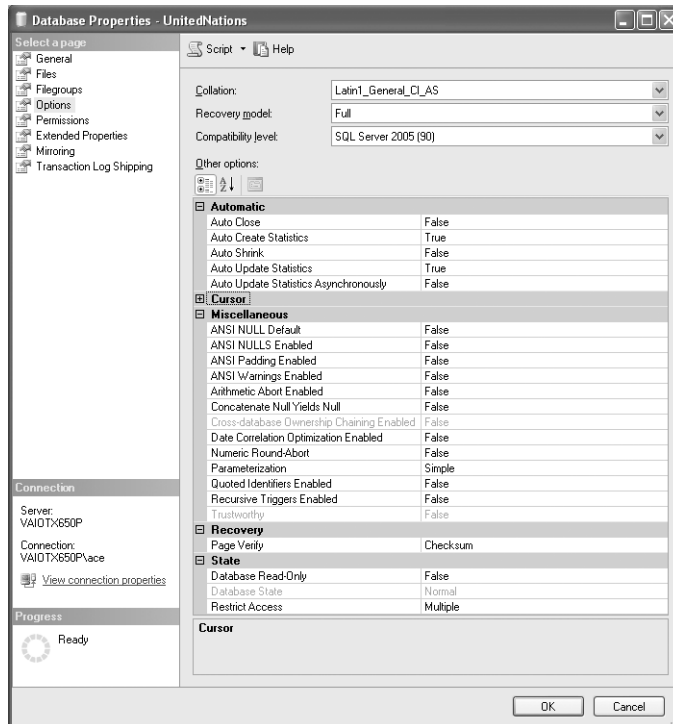 Database Properties - UnitedNations
Select a page
General
Files
Filegroups
Options
Permissions
Extended Properties
Mirroring
Transaction Log Shipping
Script Help
Collation: Latin1_General_CI_AS
Recovery model: Full
Compatibility level: SQL Server 2005 (90)
Other options:
Automatic
Auto Close False
Auto Create Statistics True
Auto Shrink False
Auto Update Statistics True
Auto Update Statistics Asynchronously False
Cursor
Miscellaneous
ANSI NULL Default False
ANSI NULLS Enabled False
ANSI Padding Enabled False
ANSI Warnings Enabled False
Arithmetic Abort Enabled False
Concatenate Null Yields Null False
Cross-database Ownership Chaining Enabled False
Date Correlation Optimization Enabled False
Numeric Round-Abort False
Parameterization Simple
Quoted Identifiers Enabled False
Recursive Triggers Enabled False
Trustworthy False
Recovery
Page Verify Checksum
State
Database Read-Only False
Database State Normal
Restrict Access Multiple
Cursor
Connection
Server:
VAIOTX650P
Connection:
VAIOTX650P\ace
View connection properties
Progress
Ready
OK Cancel